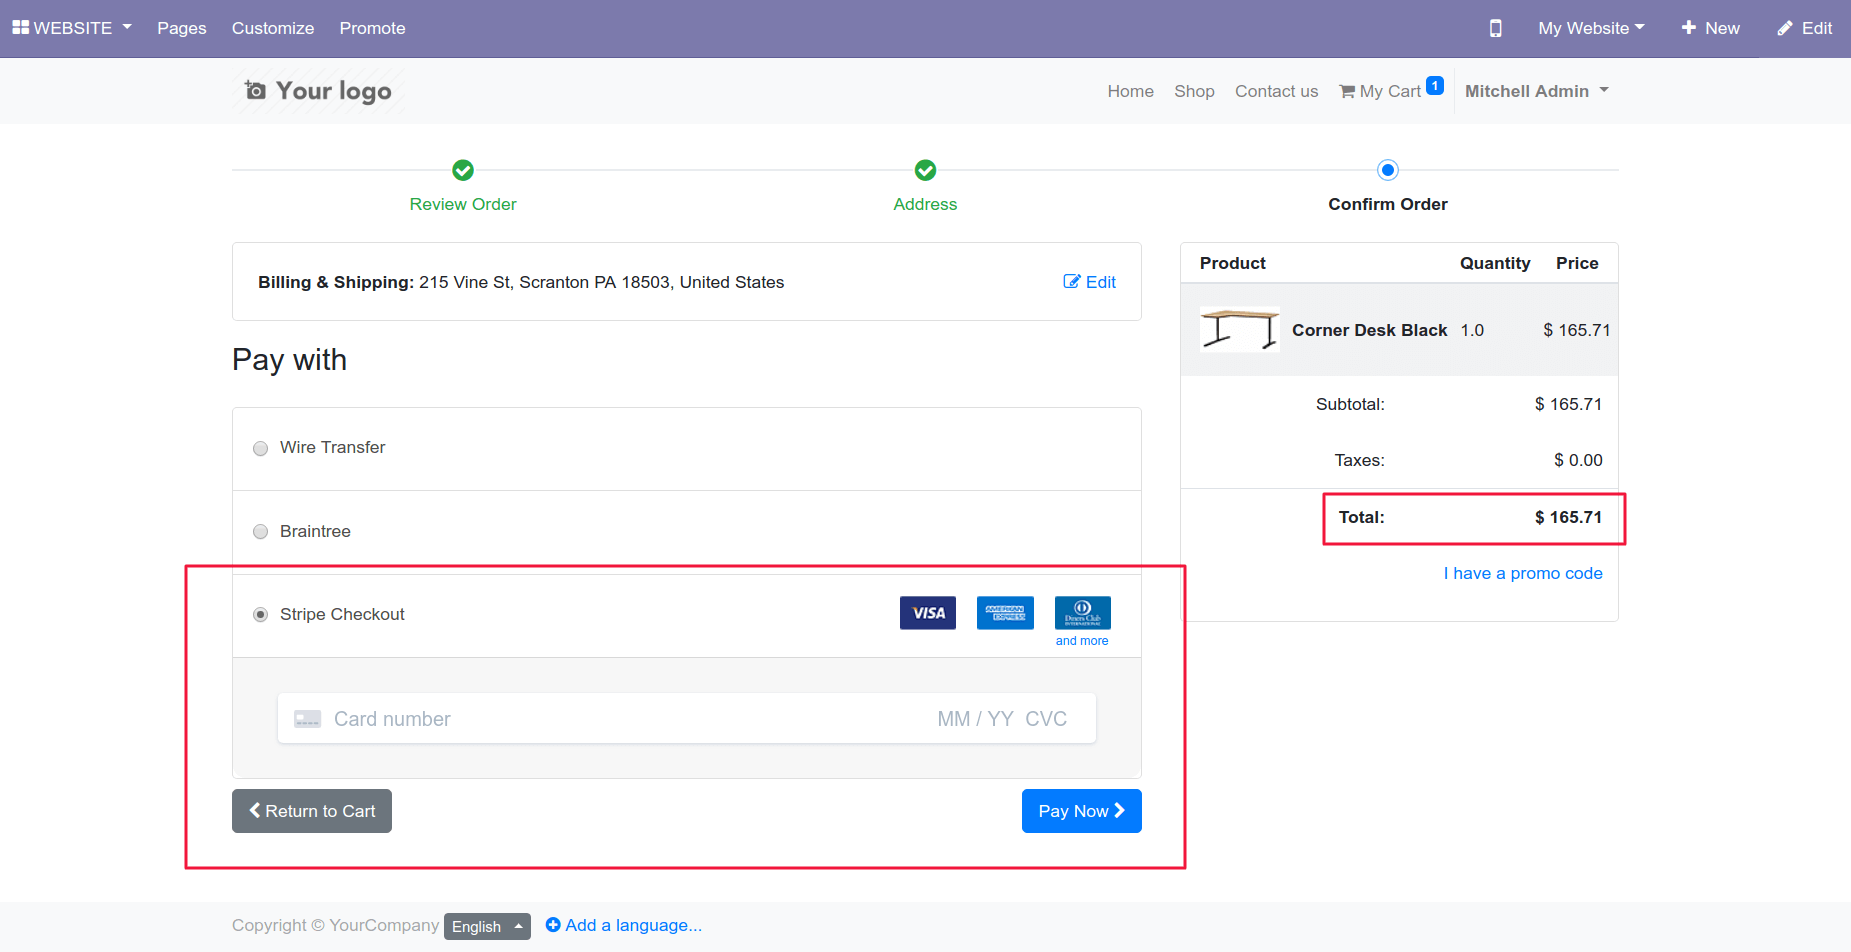 WEBSITE Pages Customize Promote My Website New Edit
Your logo Home Shop Contact us My Cart 1 Mitchell Admin
Review Order Address Confirm Order
Billing & Shipping: 215 Vine St, Scranton PA 18503, United States Edit
Product Quantity Price
Corner Desk Black 1.0 $ 165.71
Subtotal: $ 165.71
Taxes: $ 0.00
Total: $ 165.71
I have a promo code
Pay with
Wire Transfer
Braintree
Stripe Checkout VISA AMERICAN EXPRESS Diners Club INTERNATIONAL
and more
Card number MM / YY CVC
Return to Cart Pay Now
Copyright © YourCompany English Add a language...